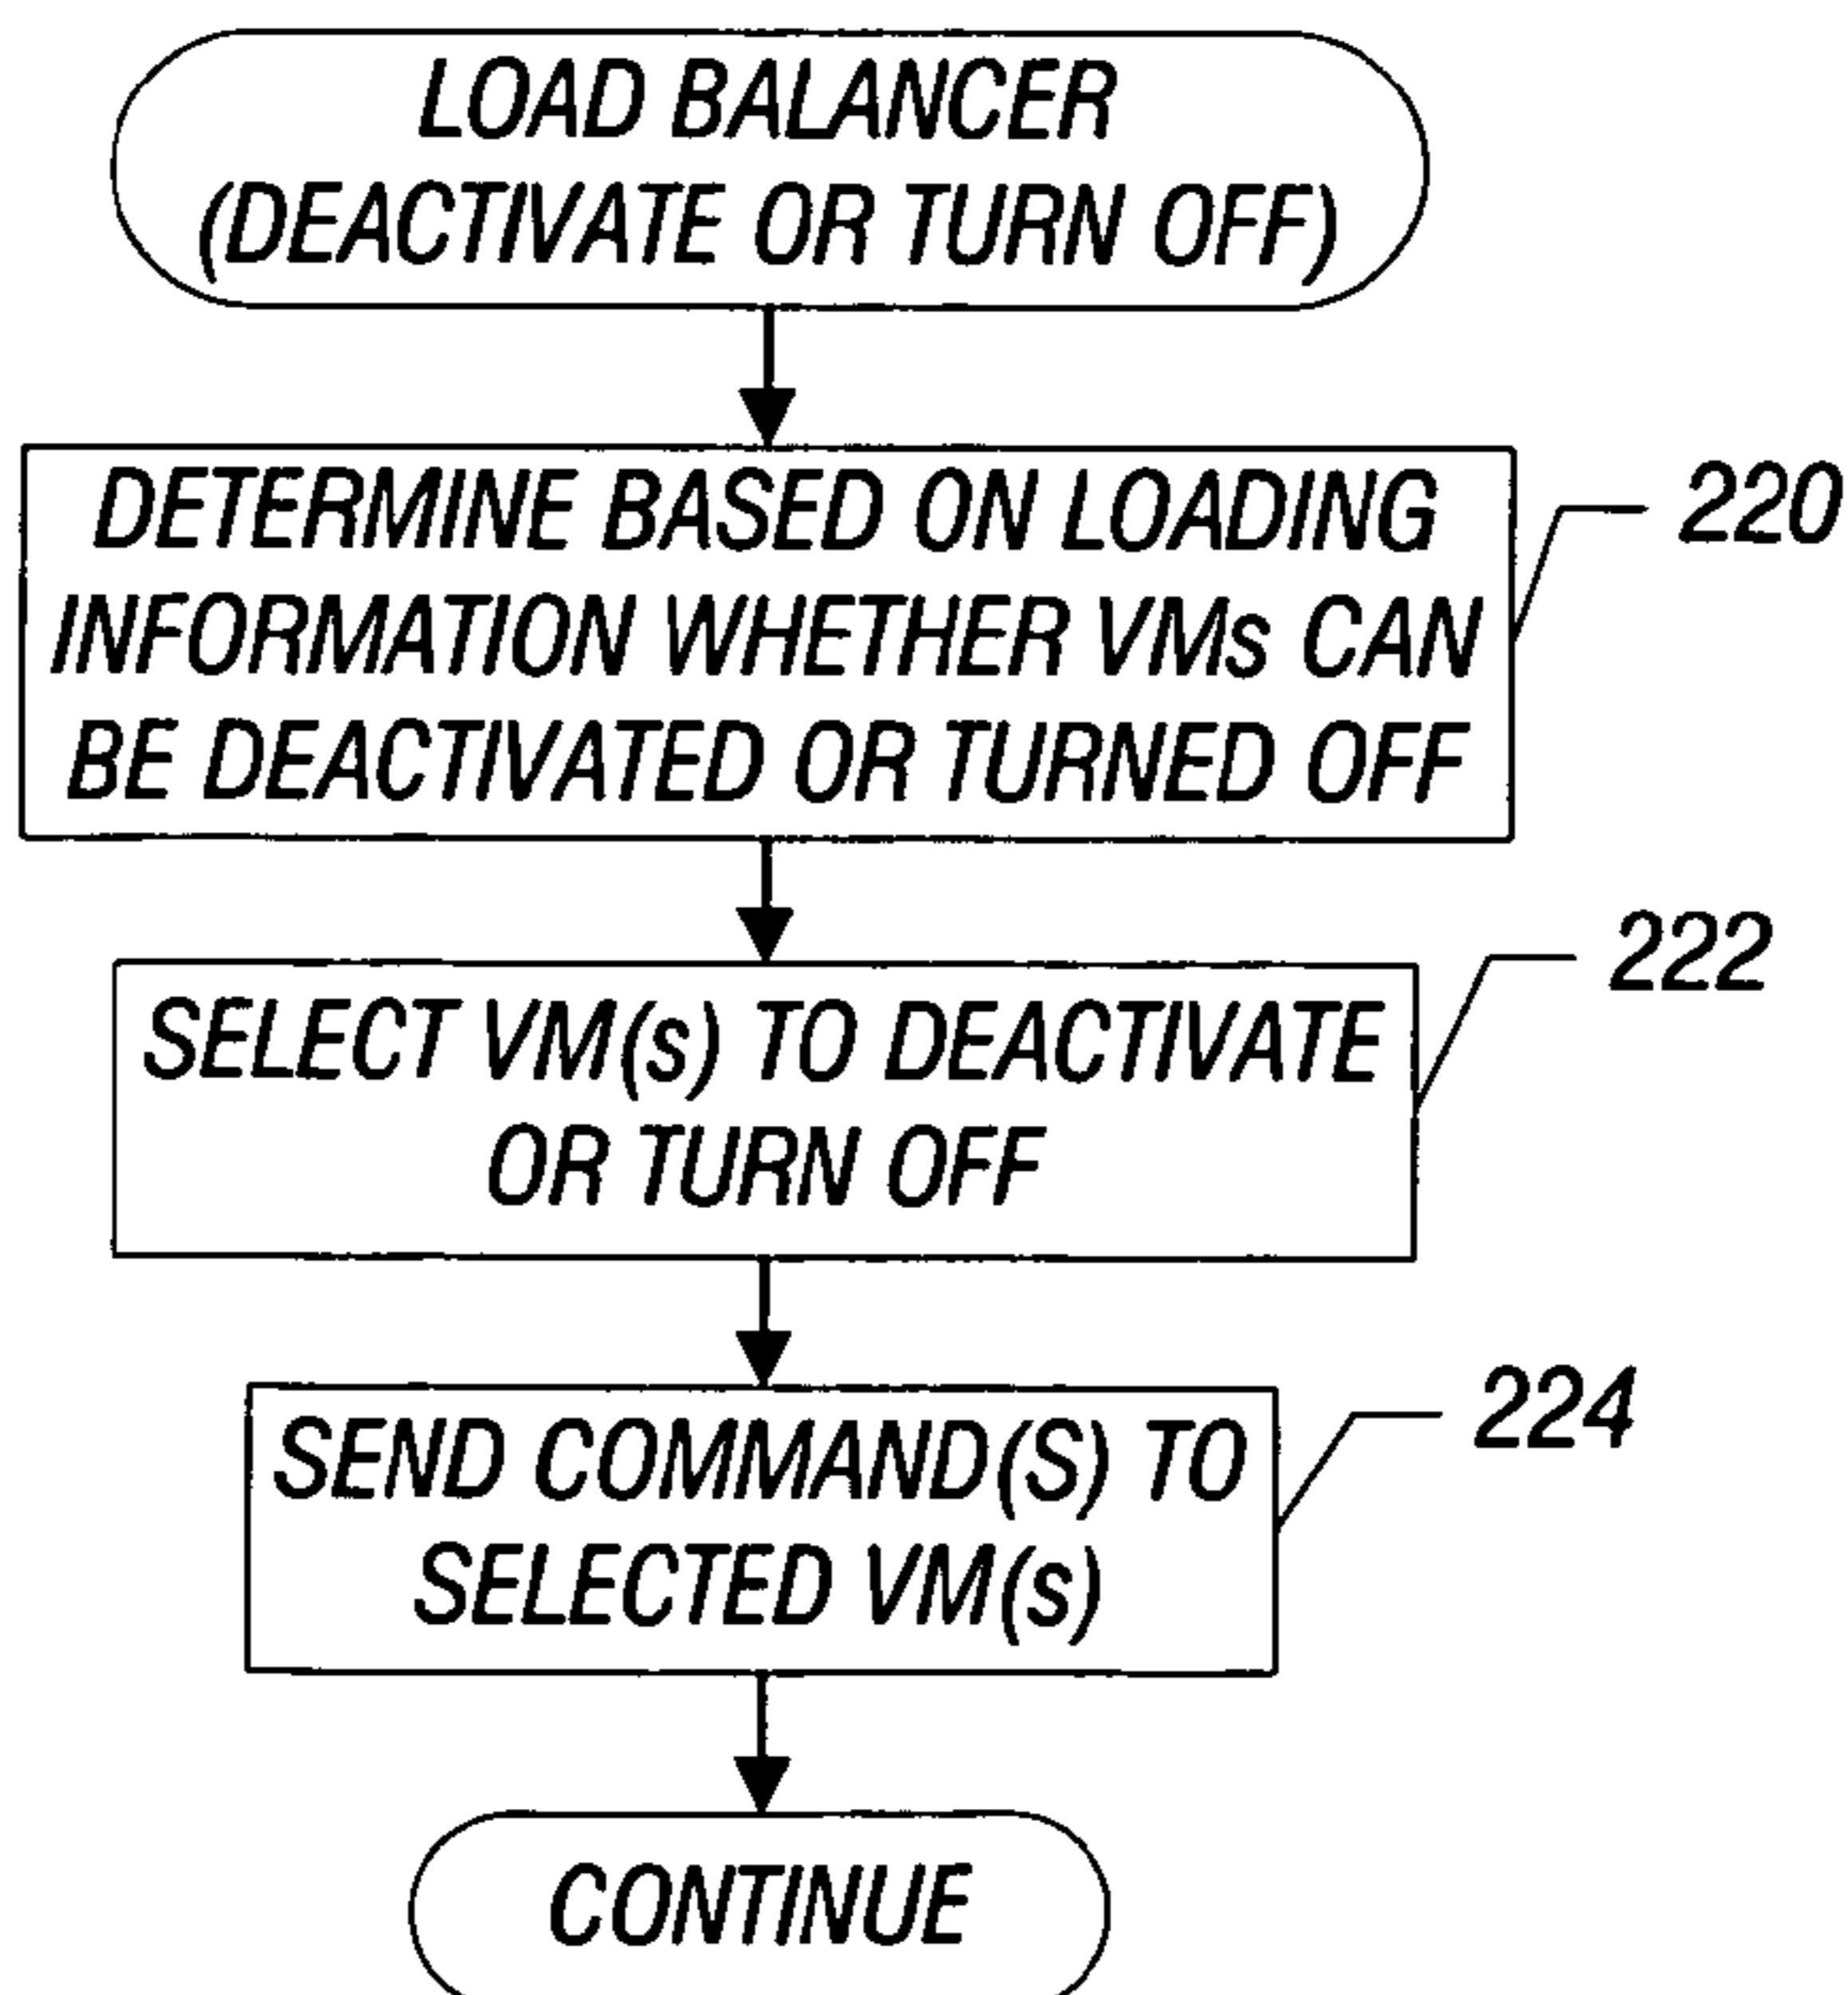 LOAD BALANCER
(DEACTIVATE OR TURN OFF)
DETERMINE BASED ON LOADING
INFORMATION WHETHER VMs CAN
BE DEACTIVATED OR TURNED OFF
220
SELECT VM(s) TO DEACTIVATE
OR TURN OFF
222
SEND COMMAND(S) TO
SELECTED VM(s)
224
CONTINUE